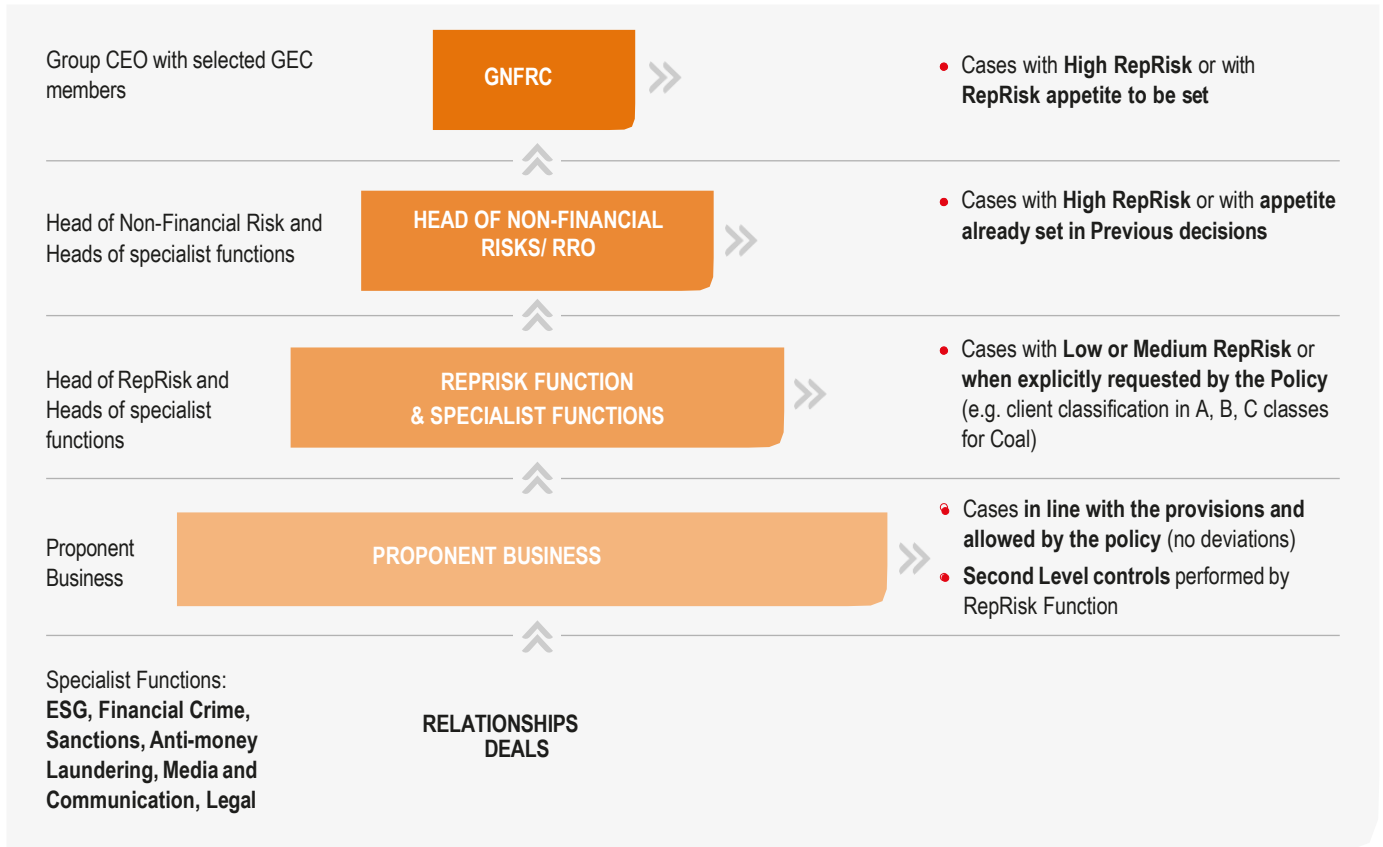 Group CEO with selected GEC
members
GNFRC
• Cases with High RepRisk or with
RepRisk appetite to be set
Head of Non-Financial Risk and
Heads of specialist functions
HEAD OF NON-FINANCIAL
RISKS/ RRO
• Cases with High RepRisk or with appetite
already set in Previous decisions
Head of RepRisk and
Heads of specialist
functions
REPRISK FUNCTION
& SPECIALIST FUNCTIONS
• Cases with Low or Medium RepRisk or
when explicitly requested by the Policy
(e.g. client classification in A, B, C classes
for Coal)
Proponent
Business
PROPONENT BUSINESS
• Cases in line with the provisions and
allowed by the policy (no deviations)
• Second Level controls performed by
RepRisk Function
Specialist Functions:
ESG, Financial Crime,
Sanctions, Anti-money
Laundering, Media and
Communication, Legal
RELATIONSHIPS
DEALS